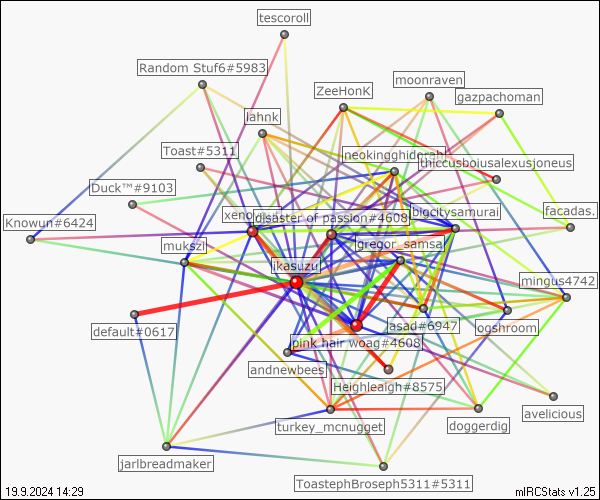 tescoroll
Random Stuf6#5983
moonraven
ZeeHonK
gazpachoman
lahnk
Toast#5311
neokingghidorah
thiccusboiusalexusjoneus
Duck™#9103
bigcitysamurai
xeno
disaster of passion#4608
Knowun#6424
facadas.
mukszi
gregor_samsa
ikasuzu
mingus4742
default#0617
asad#6947
ooshroom
pink hair woag#4608
andnewbees
Heighleaigh#8575
avelicious
turkey_mcnugget
doggerdig
jarlbreadmaker
ToastephBroseph5311#5311
19.9.2024 14:29
mIRCStats v1.25